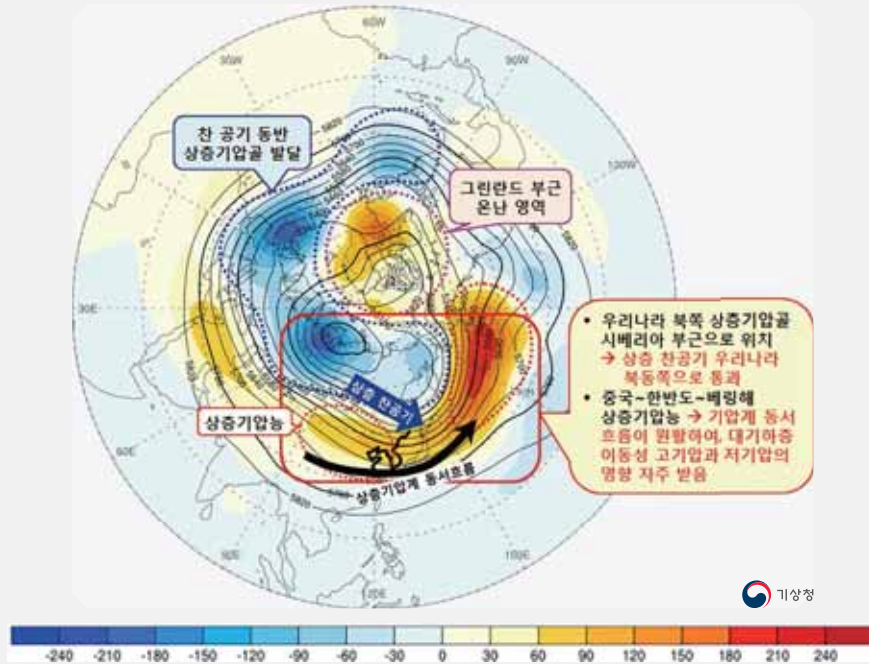 60W
90W
30W
120W
0
30E
60E
90E
120E
150E
찬 공기 동반
상층기압골 발달
그린란드 부근
온난 영역
상층기압능
상층 찬공기
상층기압계 동서흐름
5820
5820
5820
5820
5760
• 우리나라 북쪽 상층기압골
시베리아 부근으로 위치
→ 상층 찬공기 우리나라
북동쪽으로 통과
• 중국~한반도~베링해
상층기압능 → 기압계 동서
흐름이 원활하여, 대기하층
이동성 고기압과 저기압의
영향 자주 받음
기상청
-240 -210 -180 -150 -120 -90 -60 -30 0 30 60 90 120 150 180 210 240